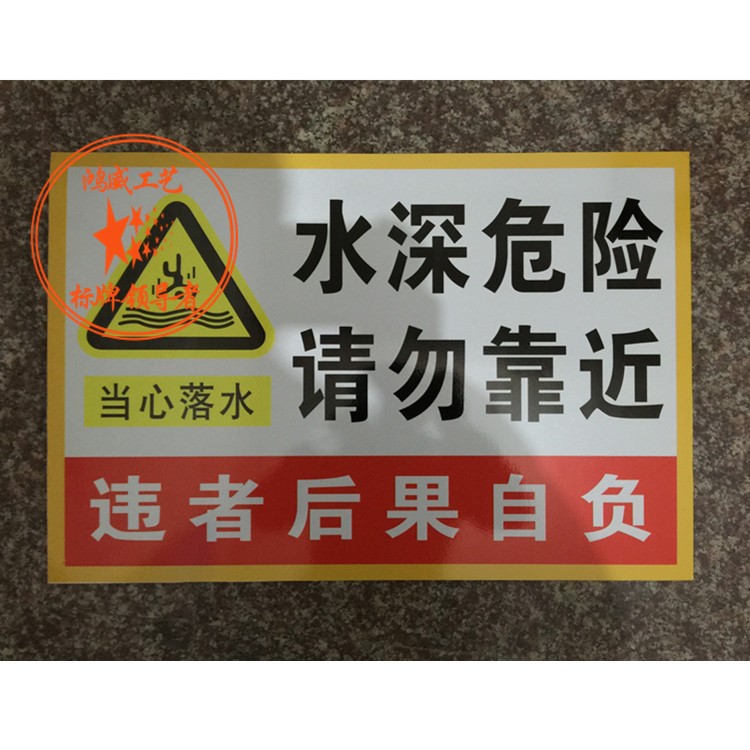 鸿威工艺
标牌领导者
水深危险
请勿靠近
当心落水
违者后果自负